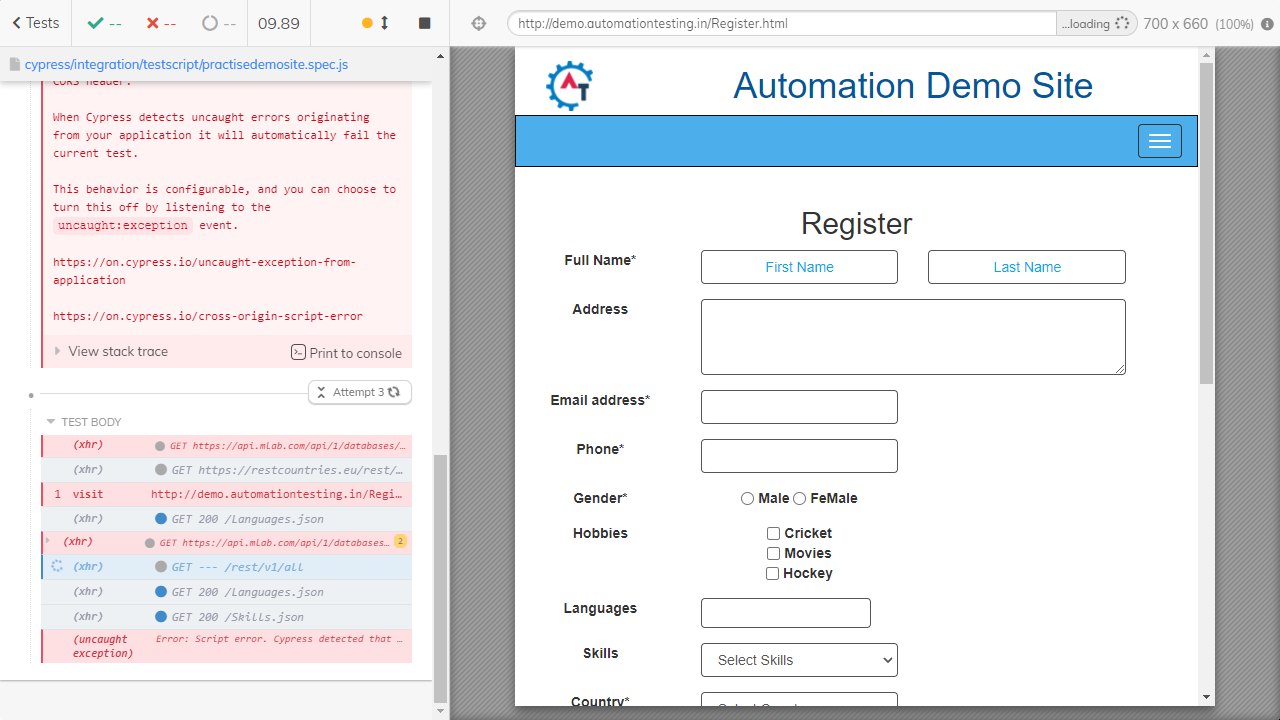 Tests
--
--
--
09.89
http://demo.automationtesting.in/Register.html
...loading
700 x 660 (100%)
cypress/integration/testscript/practisedemosite.spec.js
CORS header.
When Cypress detects uncaught errors originating
from your application it will automatically fail the
current test.
This behavior is configurable, and you can choose to
turn this off by listening to the
uncaught:exception event.
https://on.cypress.io/uncaught-exception-from-
application
https://on.cypress.io/cross-origin-script-error
View stack trace
Print to console
Attempt 3
TEST BODY
(xhr) GET https://api.mlab.com/api/1/databases/...
(xhr) GET https://restcountries.eu/rest/...
1 visit http://demo.automationtesting.in/Regi...
(xhr) GET 200 /Languages.json
(xhr) GET https://api.mlab.com/api/1/databases... 2
(xhr) GET --- /rest/v1/all
(xhr) GET 200 /Languages.json
(xhr) GET 200 /Skills.json
(uncaught Error: Script error. Cypress detected that ...
exception)
AT
Automation Demo Site
Register
Full Name* First Name Last Name
Address
Email address*
Phone*
Gender* Male FeMale
Hobbies Cricket
Movies
Hockey
Languages
Skills Select Skills
Country*